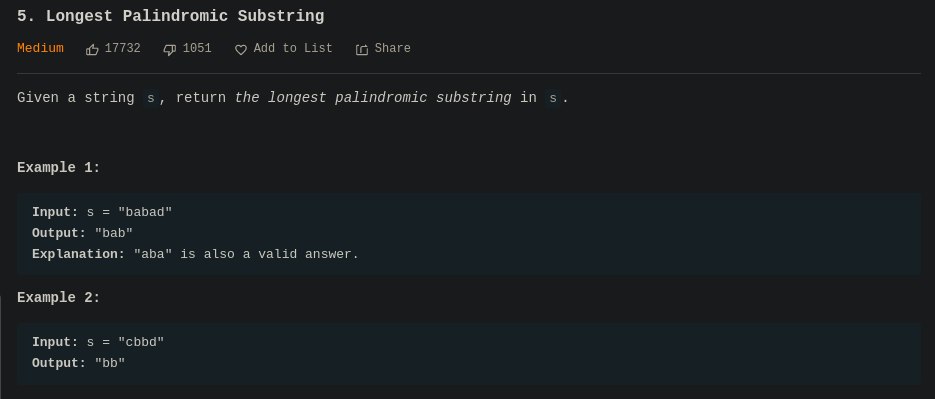 5. Longest Palindromic Substring
Medium 17732 1051 Add to List Share
Given a string s, return the longest palindromic substring in s.
Example 1:
Input: s = "babad"
Output: "bab"
Explanation: "aba" is also a valid answer.
Example 2:
Input: s = "cbbd"
Output: "bb"